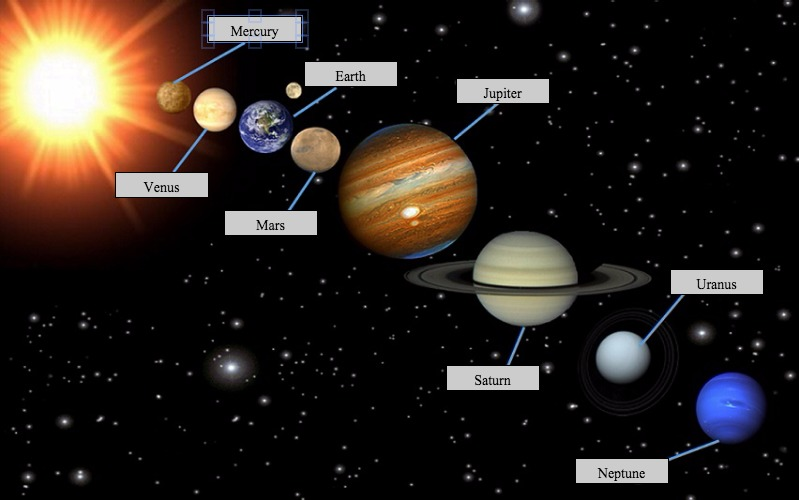 Mercury
Earth
Jupiter
Venus
Mars
Uranus
Saturn
Neptune